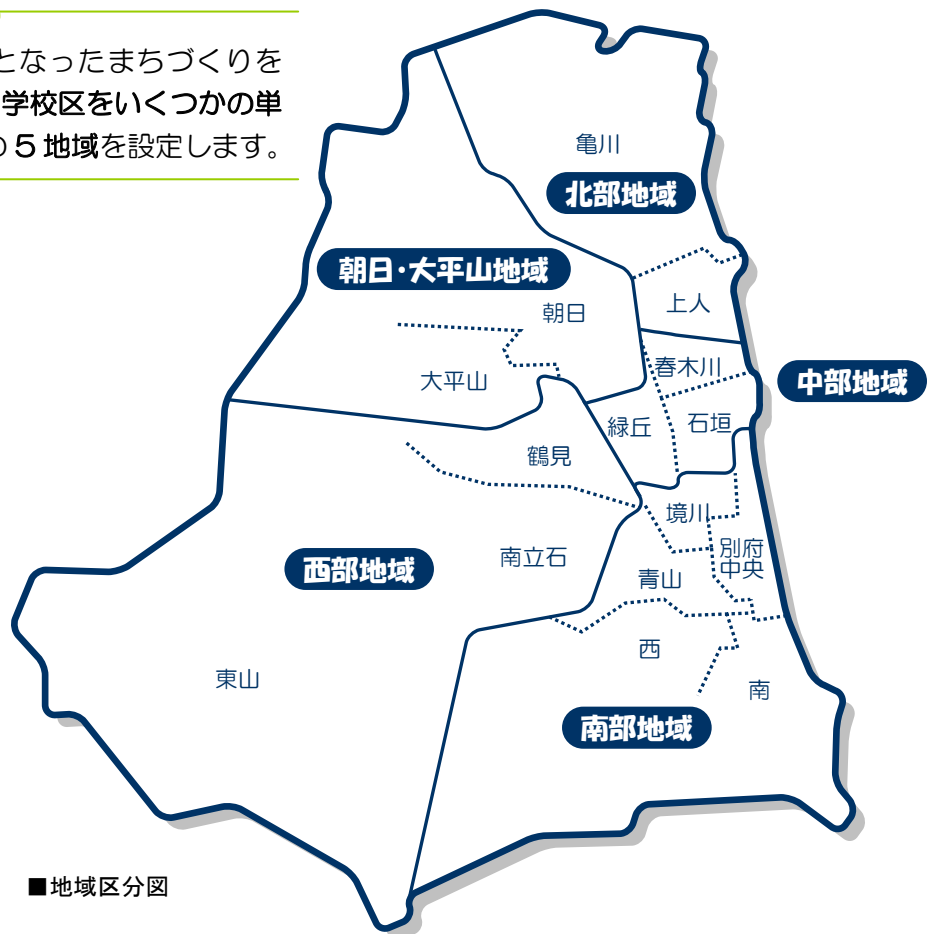 となったまちづくりを
学校区をいくつかの単
の5地域を設定します。
亀川
北部地域
朝日・大平山地域
上人
朝日
春木川
中部地域
大平山
緑丘
石垣
鶴見
境川
別府
中央
南立石
西部地域
青山
西
東山
南
南部地域
■地域区分図